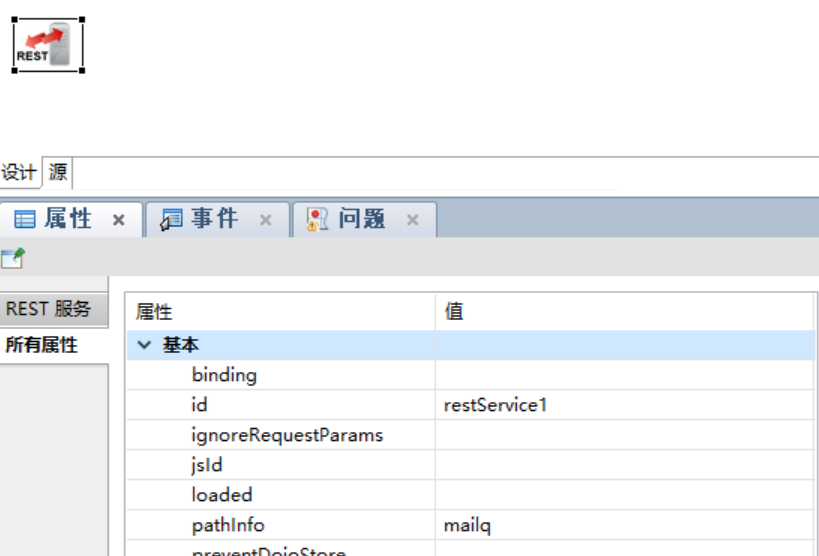 REST
设计 源
属性 事件 问题
REST 服务
所有属性
属性 值
基本
binding
id restService1
ignoreRequestParams
jsId
loaded
pathInfo mailq
preventDojoStore